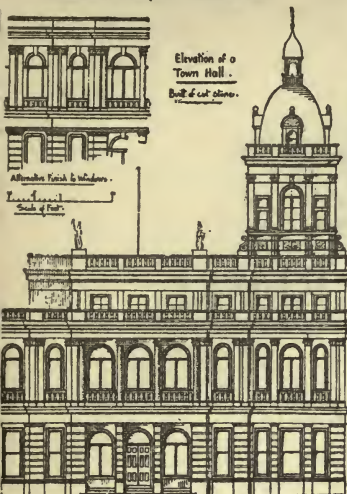 Elevation of a
Town Hall.
Built of cut stone.
Alternative Finish to Windows.
Scale of Feet.